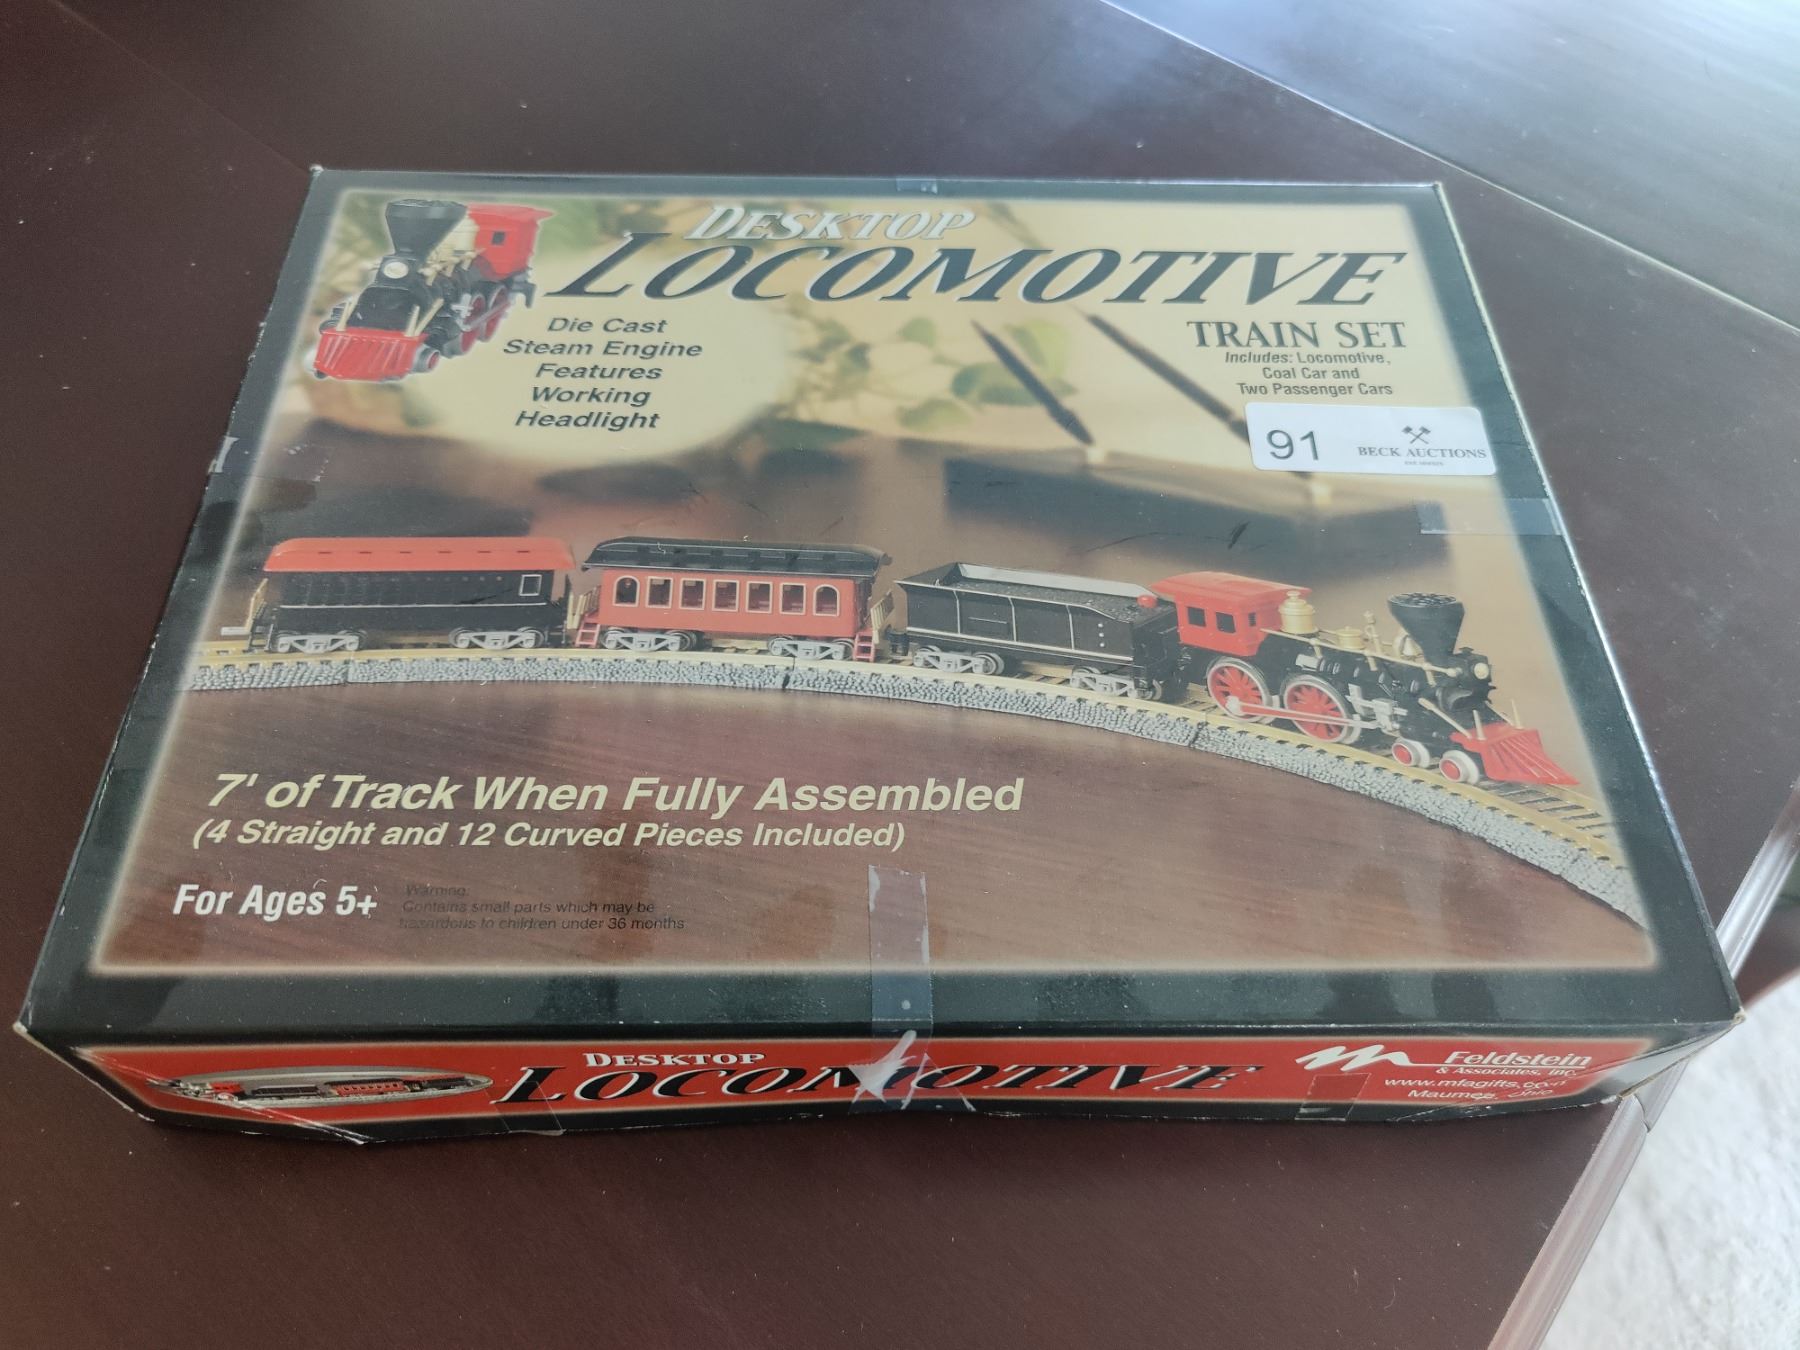 DESKTOP
LOCOMOTIVE
TRAIN SET
Includes: Locomotive,
Coal Car and
Two Passenger Cars
Die Cast
Steam Engine
Features
Working
Headlight
91
BECK AUCTIONS
7' of Track When Fully Assembled
(4 Straight and 12 Curved Pieces Included)
For Ages 5+
Warning:
Contains small parts which may be
hazardous to children under 36 months
DESKTOP
LOCOMOTIVE
Feldstein
& Associates, Inc.
www.mfagifts.com
Maumee, Ohio